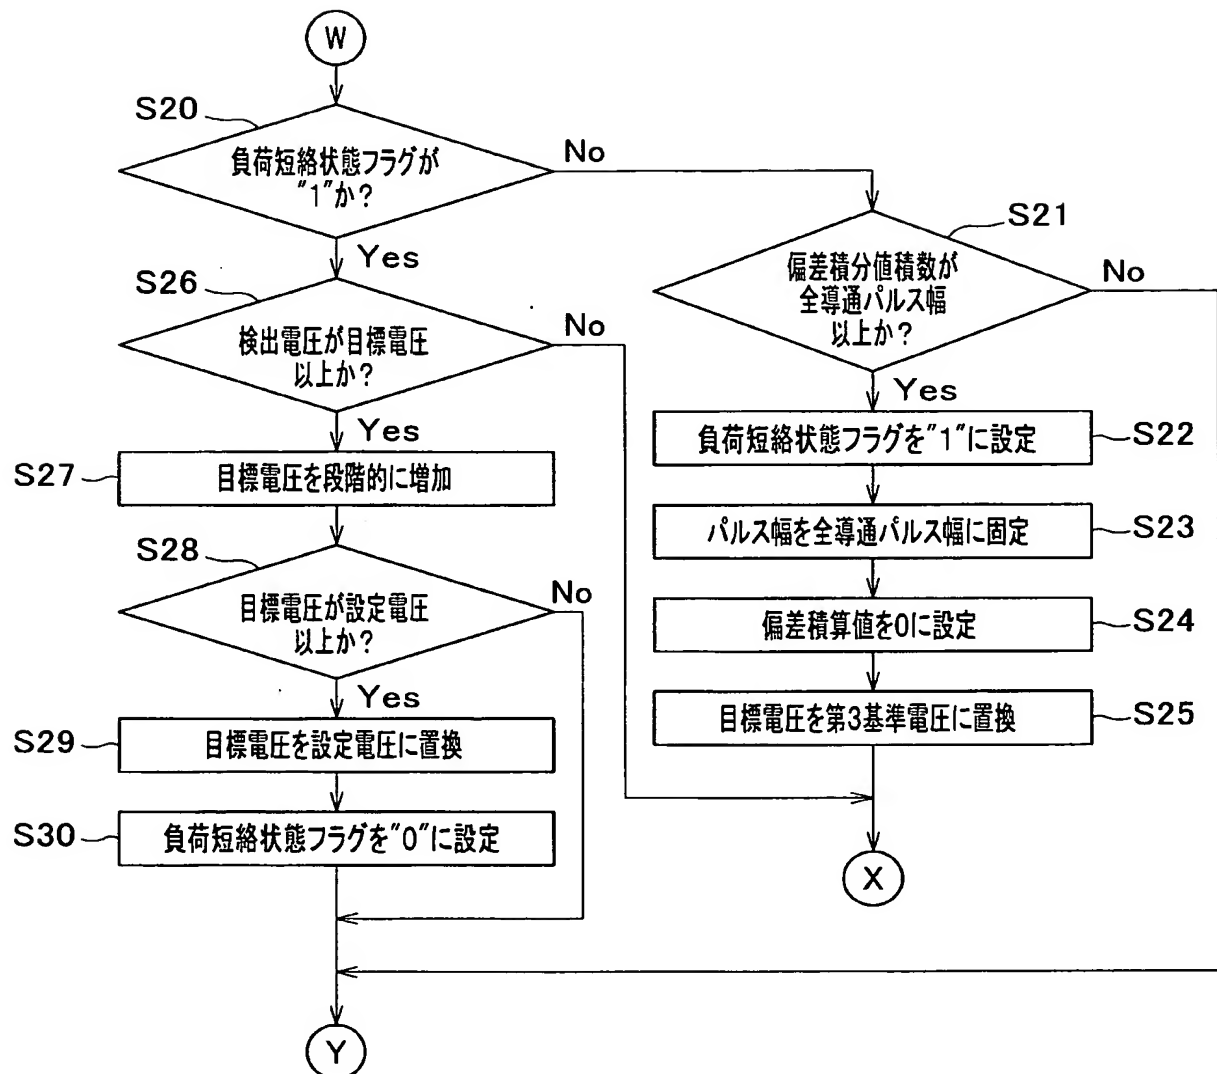 W
S20
負荷短絡状態フラグが
"1"か?
No
Yes
S21
偏差積分値積数が
全導通パルス幅
以上か?
No
Yes
S26
検出電圧が目標電圧
以上か?
No
Yes
S22
負荷短絡状態フラグを"1"に設定
S27
目標電圧を段階的に増加
S23
パルス幅を全導通パルス幅に固定
S28
目標電圧が設定電圧
以上か?
No
Yes
S24
偏差積算値を0に設定
S25
目標電圧を第3基準電圧に置換
S29
目標電圧を設定電圧に置換
S30
負荷短絡状態フラグを"0"に設定
X
Y